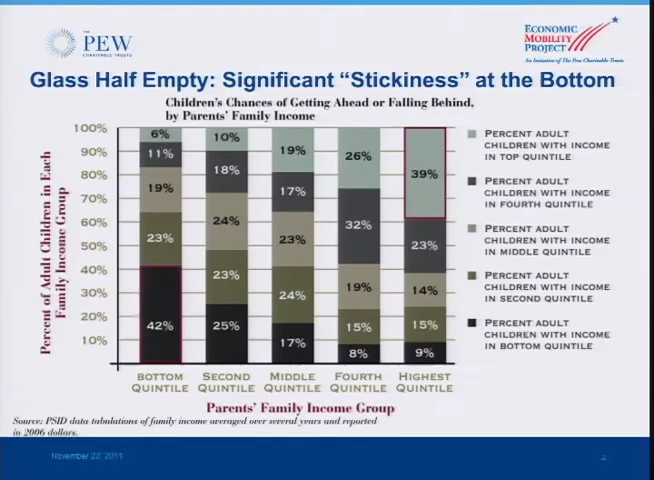 THE
PEW
CHARITABLE TRUSTS
ECONOMIC
MOBILITY
PROJECT
An Initiative of The Pew Charitable Trusts
Glass Half Empty: Significant “Stickiness” at the Bottom
Children's Chances of Getting Ahead or Falling Behind,
by Parents' Family Income
Percent of Adult Children in Each
Family Income Group
100%
90%
80%
70%
60%
50%
40%
30%
20%
10%
6%
11%
19%
23%
42%
10%
18%
24%
23%
25%
19%
17%
23%
24%
17%
26%
32%
19%
15%
8%
39%
23%
14%
15%
9%
BOTTOM
QUINTILE
SECOND
QUINTILE
MIDDLE
QUINTILE
FOURTH
QUINTILE
HIGHEST
QUINTILE
Parents' Family Income Group
PERCENT ADULT
CHILDREN WITH INCOME
IN TOP QUINTILE
PERCENT ADULT
CHILDREN WITH INCOME
IN FOURTH QUINTILE
PERCENT ADULT
CHILDREN WITH INCOME
IN MIDDLE QUINTILE
PERCENT ADULT
CHILDREN WITH INCOME
IN SECOND QUINTILE
PERCENT ADULT
CHILDREN WITH INCOME
IN BOTTOM QUINTILE
Source: PSID data tabulations of family income averaged over several years and reported
in 2006 dollars.
November 22, 2011
2